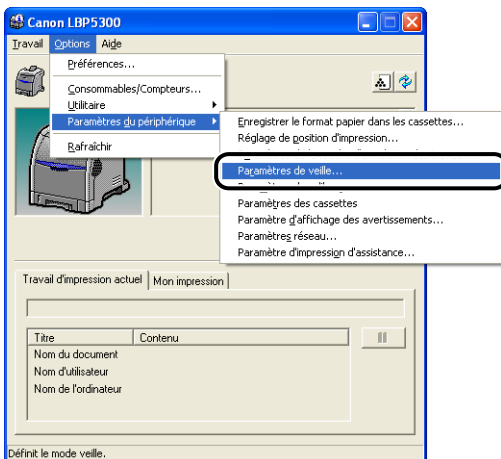 Canon LBP5300
Travail Options Aide
Préférences...
Consommables/Compteurs...
Utilitaire
Paramètres du périphérique
Rafraîchir
Enregistrer le format papier dans les cassettes...
Réglage de position d'impression...
Paramètres de veille...
Paramètres des cassettes
Paramètre d'affichage des avertissements...
Paramètres réseau...
Paramètre d'impression d'assistance...
Travail d'impression actuel Mon impression
Titre Contenu
Nom du document
Nom d'utilisateur
Nom de l'ordinateur
Définit le mode veille.